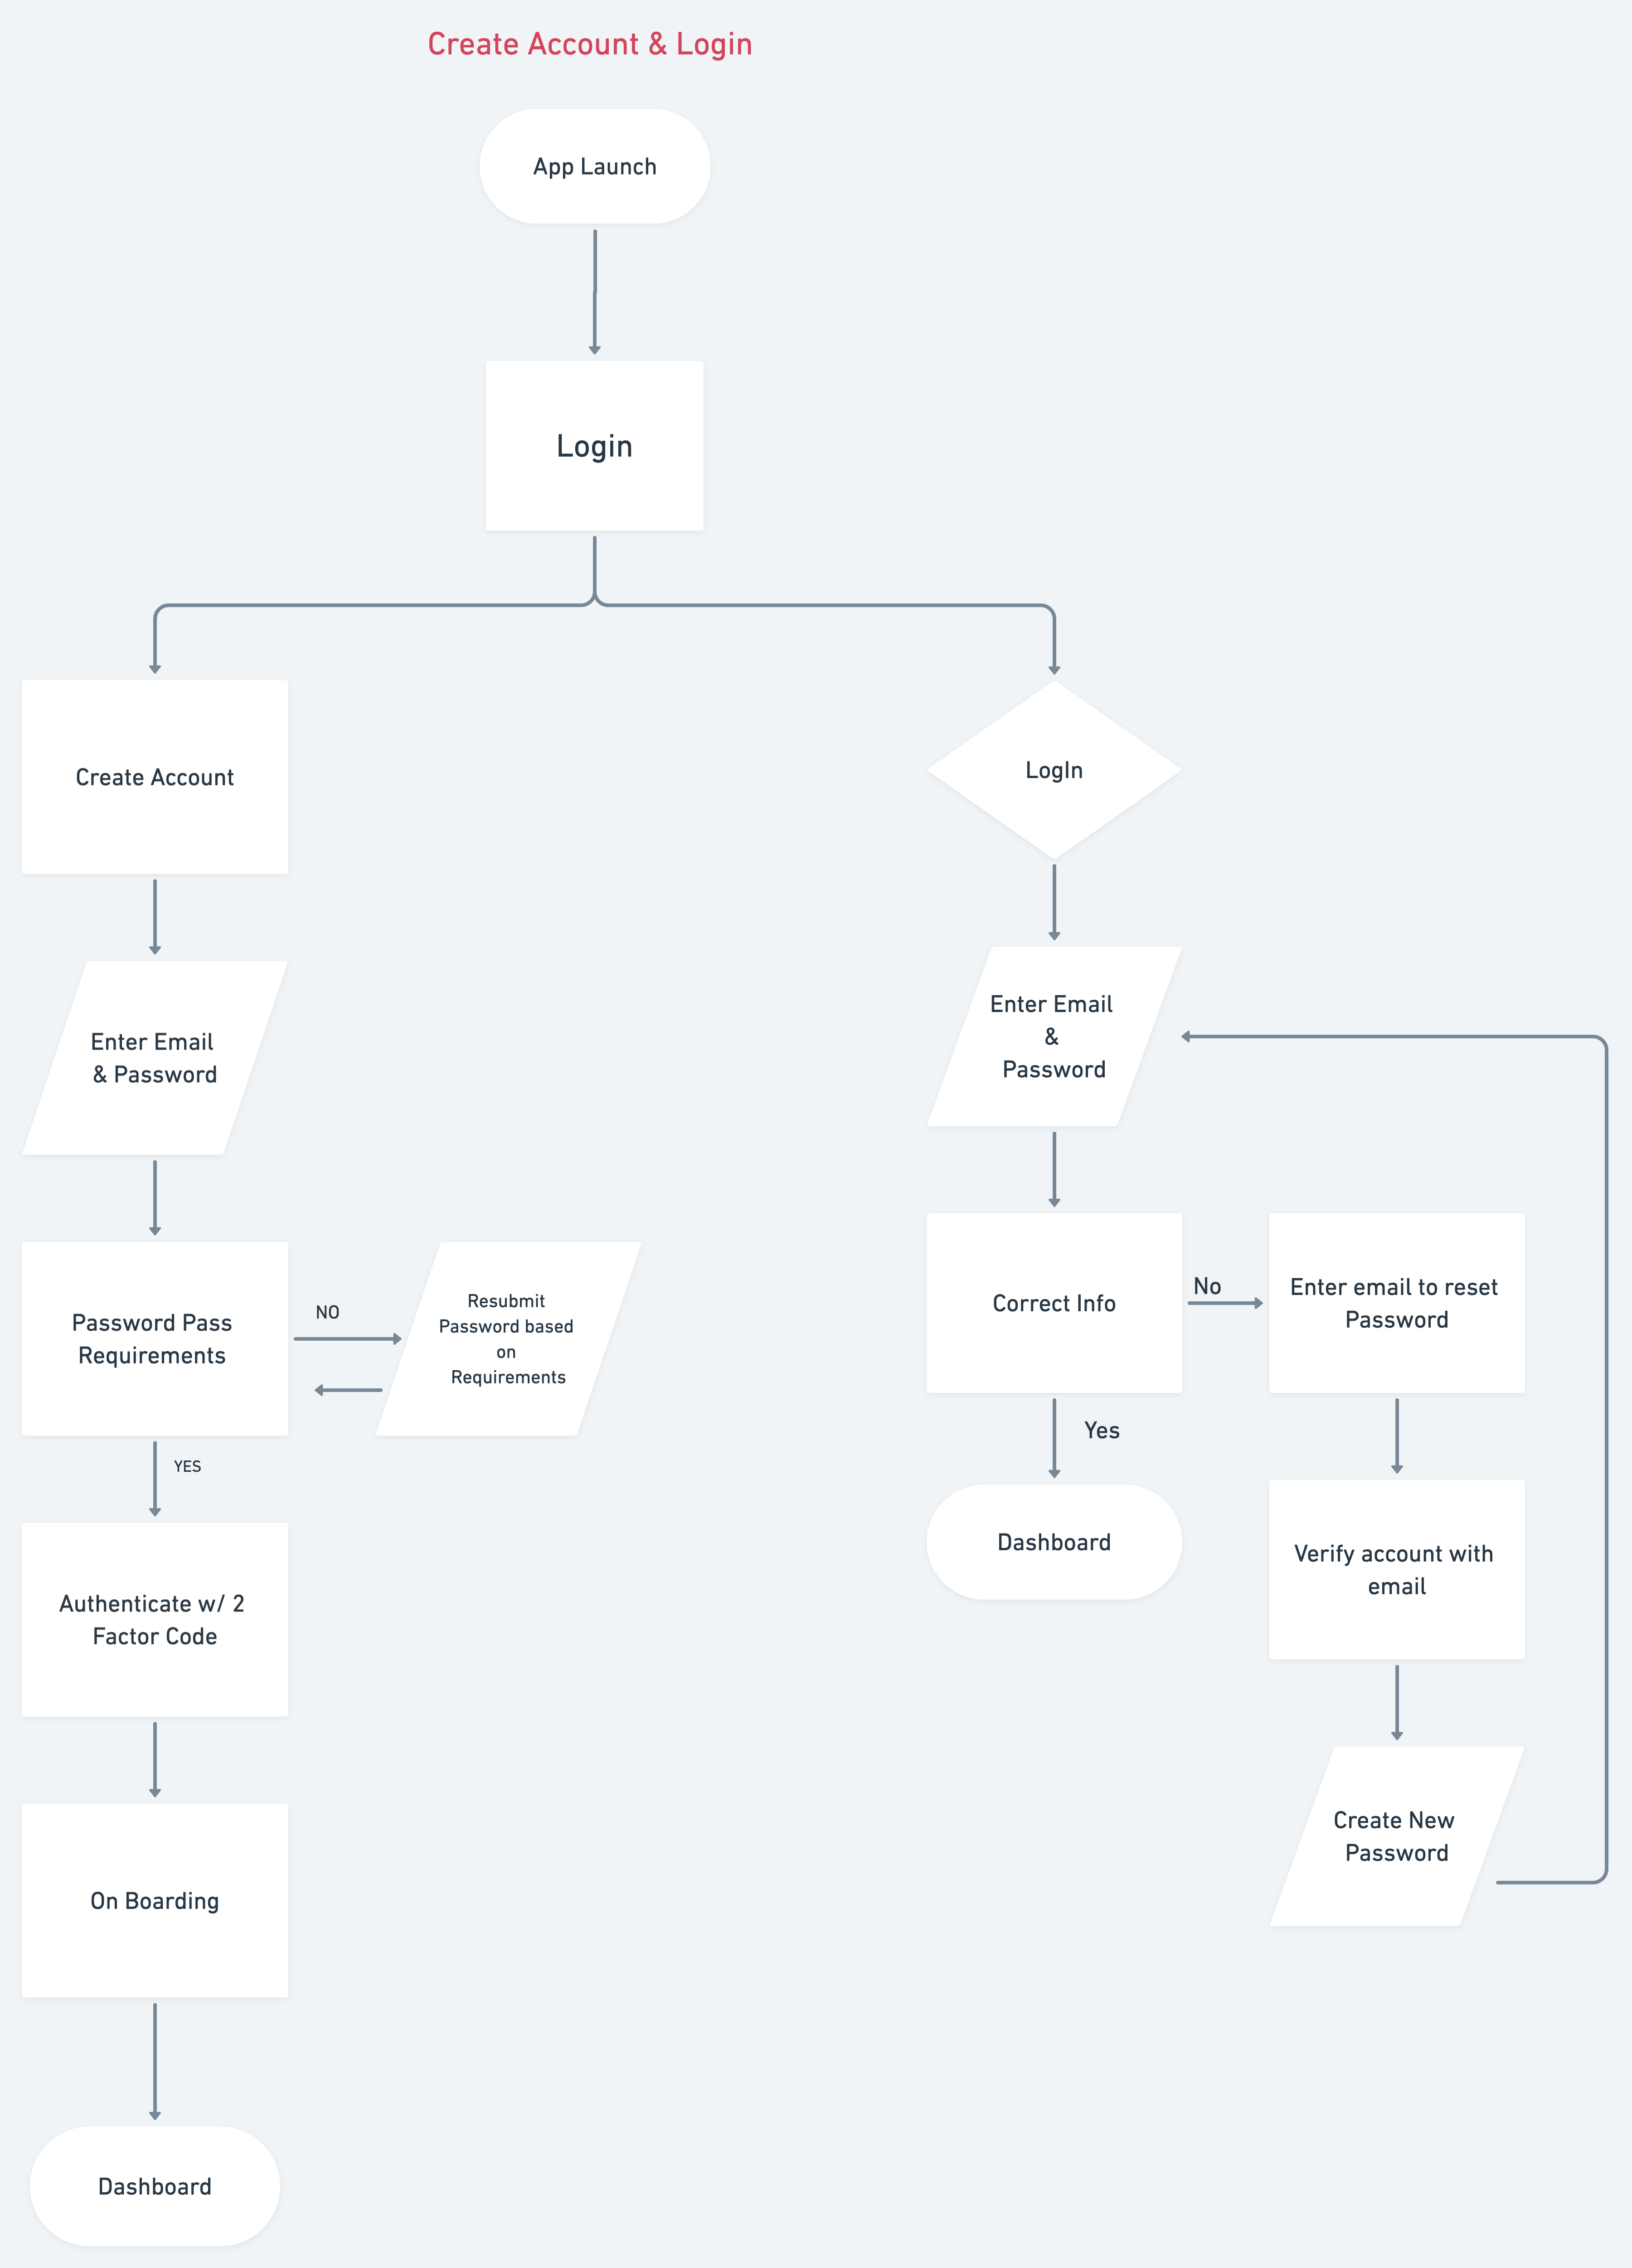 Create Account & Login
App Launch
Login
Create Account
Enter Email
& Password
Password Pass
Requirements
NO
Resubmit
Password based
on
Requirements
YES
Authenticate w/ 2
Factor Code
On Boarding
Dashboard
LogIn
Enter Email
&
Password
Correct Info
No
Enter email to reset
Password
Yes
Dashboard
Verify account with
email
Create New
Password